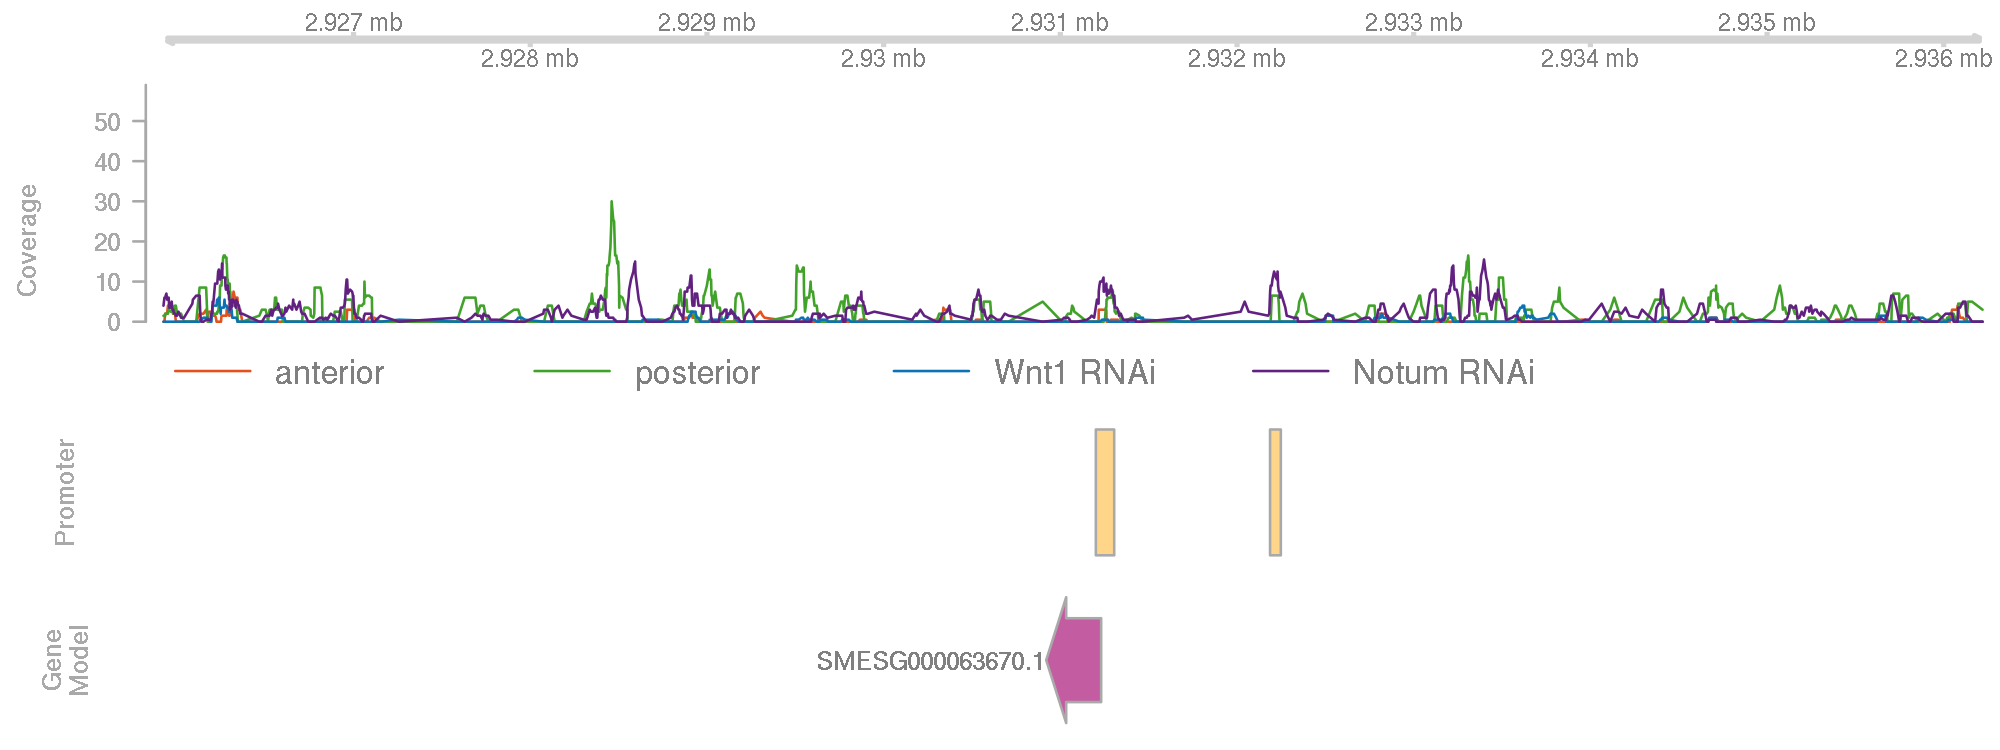 2.927 mb 2.929 mb 2.931 mb 2.933 mb 2.935 mb
2.928 mb 2.93 mb 2.932 mb 2.934 mb 2.936 mb
Coverage
50
40
30
20
10
0
anterior posterior Wnt1 RNAi Notum RNAi
Promoter
Gene
Model
SMESG000063670.1